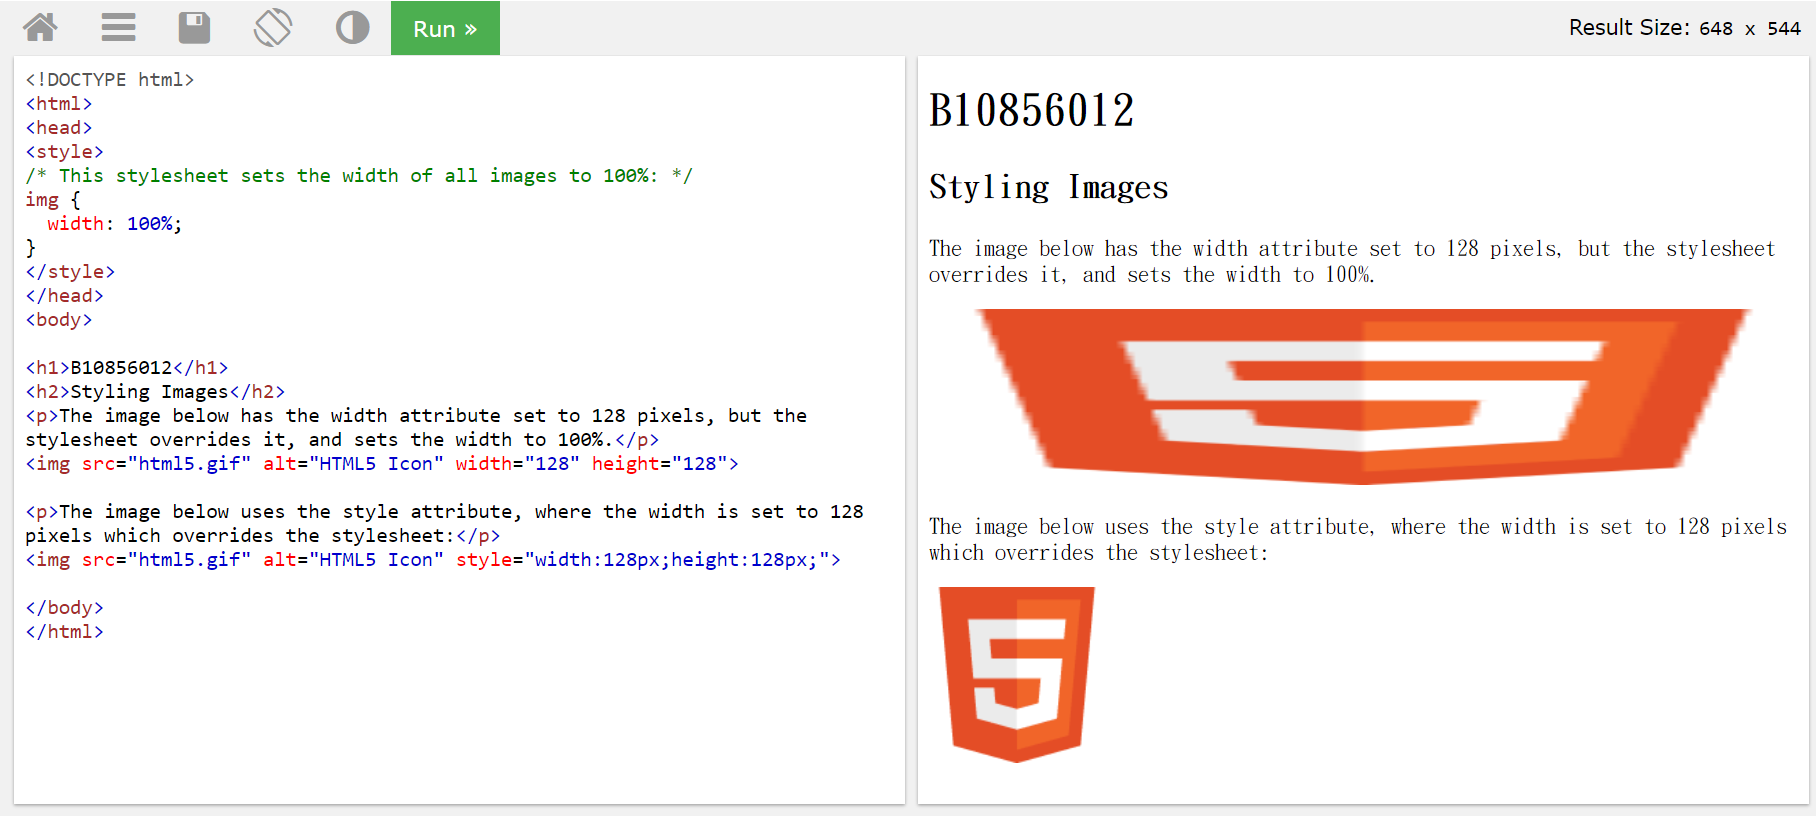 Run »
Result Size: 648 x 544
<!DOCTYPE html>
<html>
<head>
<style>
/* This stylesheet sets the width of all images to 100%: */
img {
  width: 100%;
}
</style>
</head>
<body>
<h1>B10856012</h1>
<h2>Styling Images</h2>
<p>The image below has the width attribute set to 128 pixels, but the
stylesheet overrides it, and sets the width to 100%.</p>
<img src="html5.gif" alt="HTML5 Icon" width="128" height="128">
<p>The image below uses the style attribute, where the width is set to 128
pixels which overrides the stylesheet:</p>
<img src="html5.gif" alt="HTML5 Icon" style="width:128px;height:128px;">
</body>
</html>
B10856012
Styling Images
The image below has the width attribute set to 128 pixels, but the stylesheet
overrides it, and sets the width to 100%.
5
The image below uses the style attribute, where the width is set to 128 pixels
which overrides the stylesheet:
5